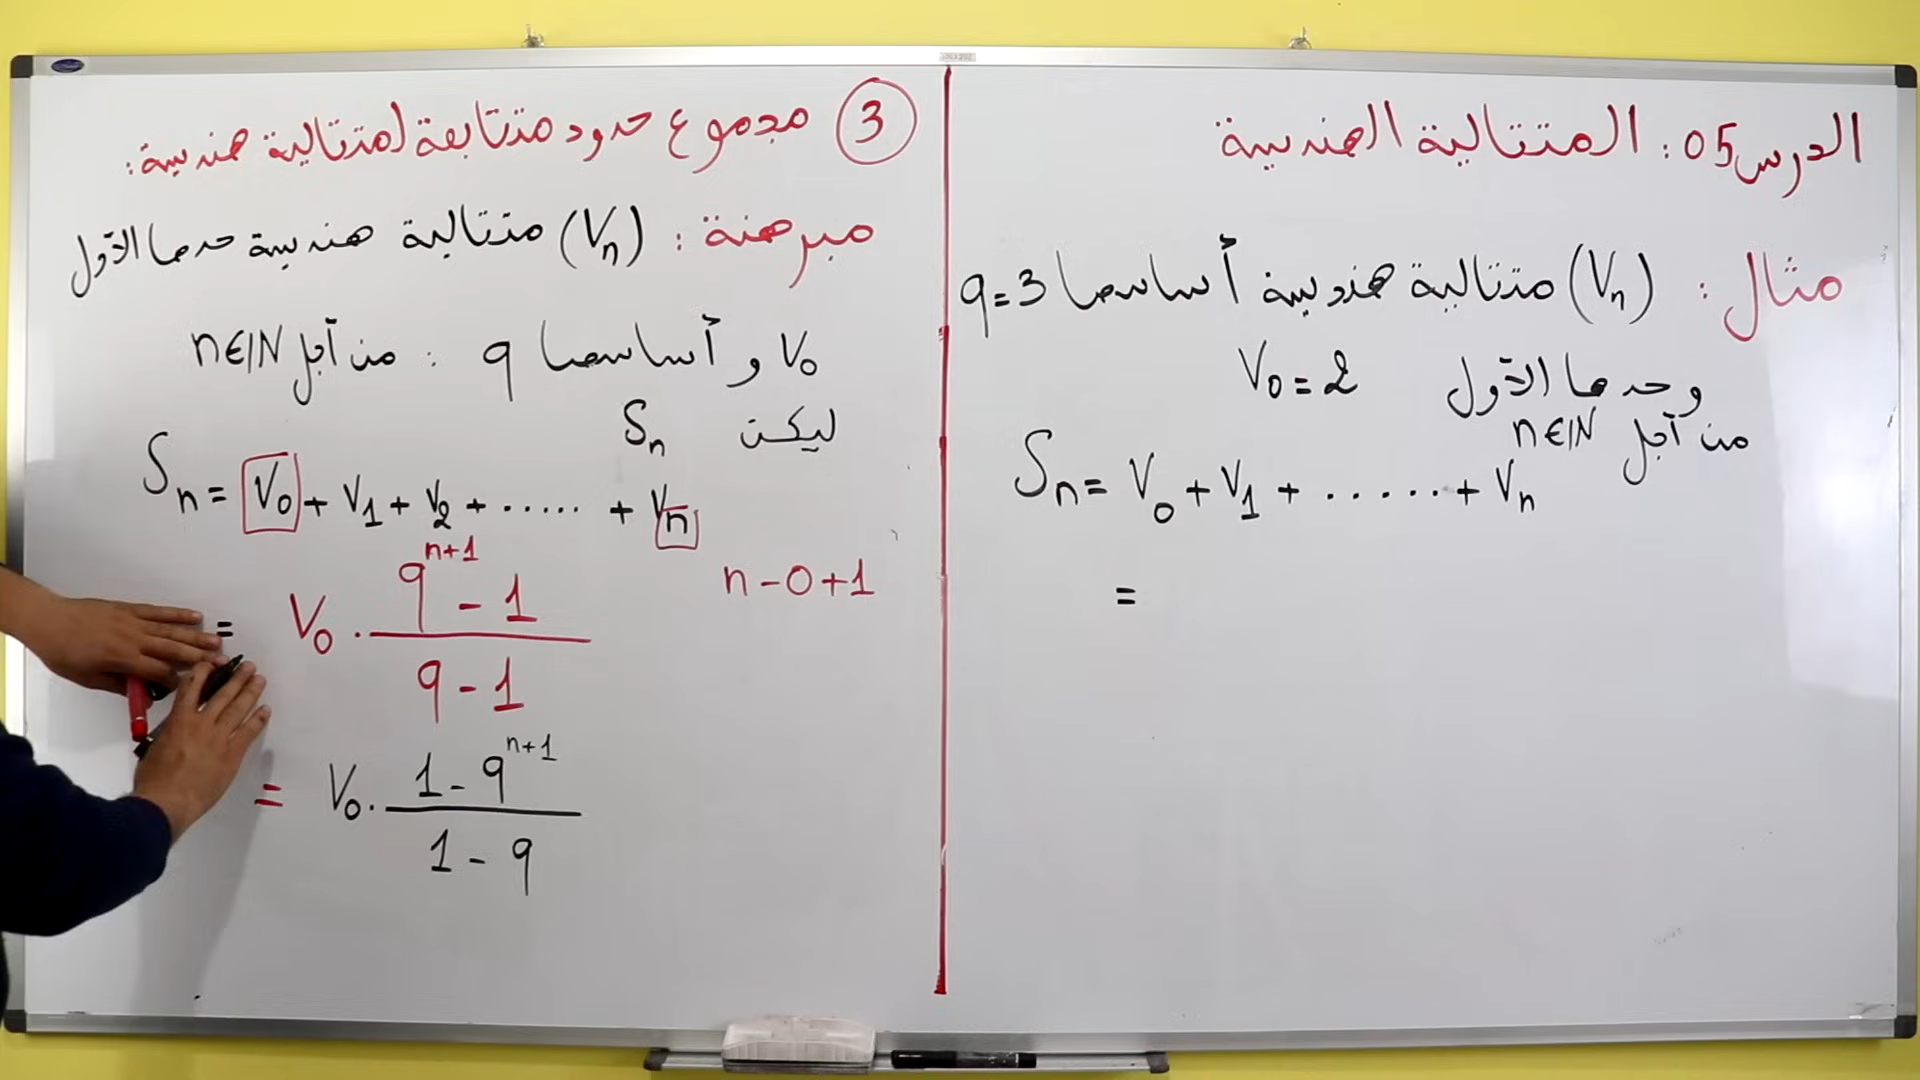 الدرس 05: المتتالية الهندسية
مثال: (Vn) متتالية هندسية أساسها q=3
وحدها الأول V0=2
من أجل n∈IN
Sn = V0 + V1 + ..... + Vn
=
③ مجموع حدود متتابعة لمتتالية هندسية:
مبرهنة: (Vn) متتالية هندسية حدها الأول
V0 و أساسها q : من أجل n∈IN
ليكن Sn
Sn = V0 + V1 + V2 + ..... + Vn
n-0+1
= V0 . (q^(n+1) - 1) / (q - 1)
= V0 . (1 - q^(n+1)) / (1 - q)